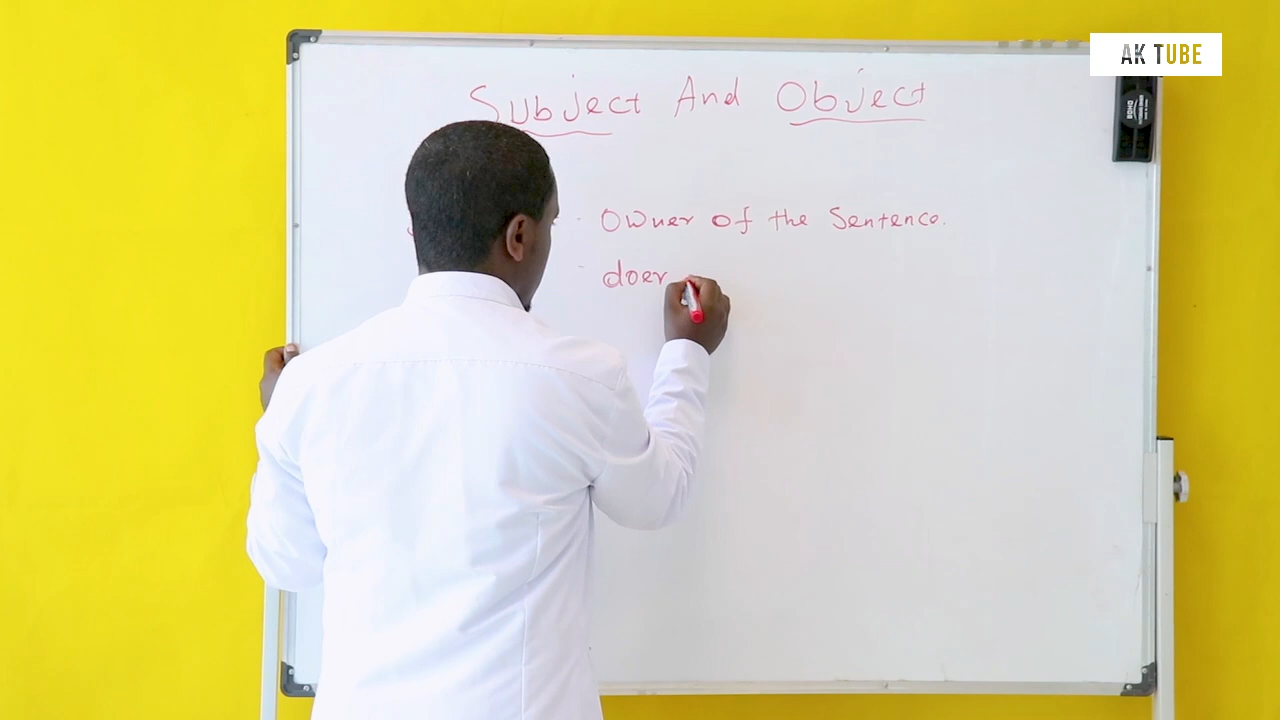 AK TUBE
Subject And Object
Owner of the Sentence.
doer